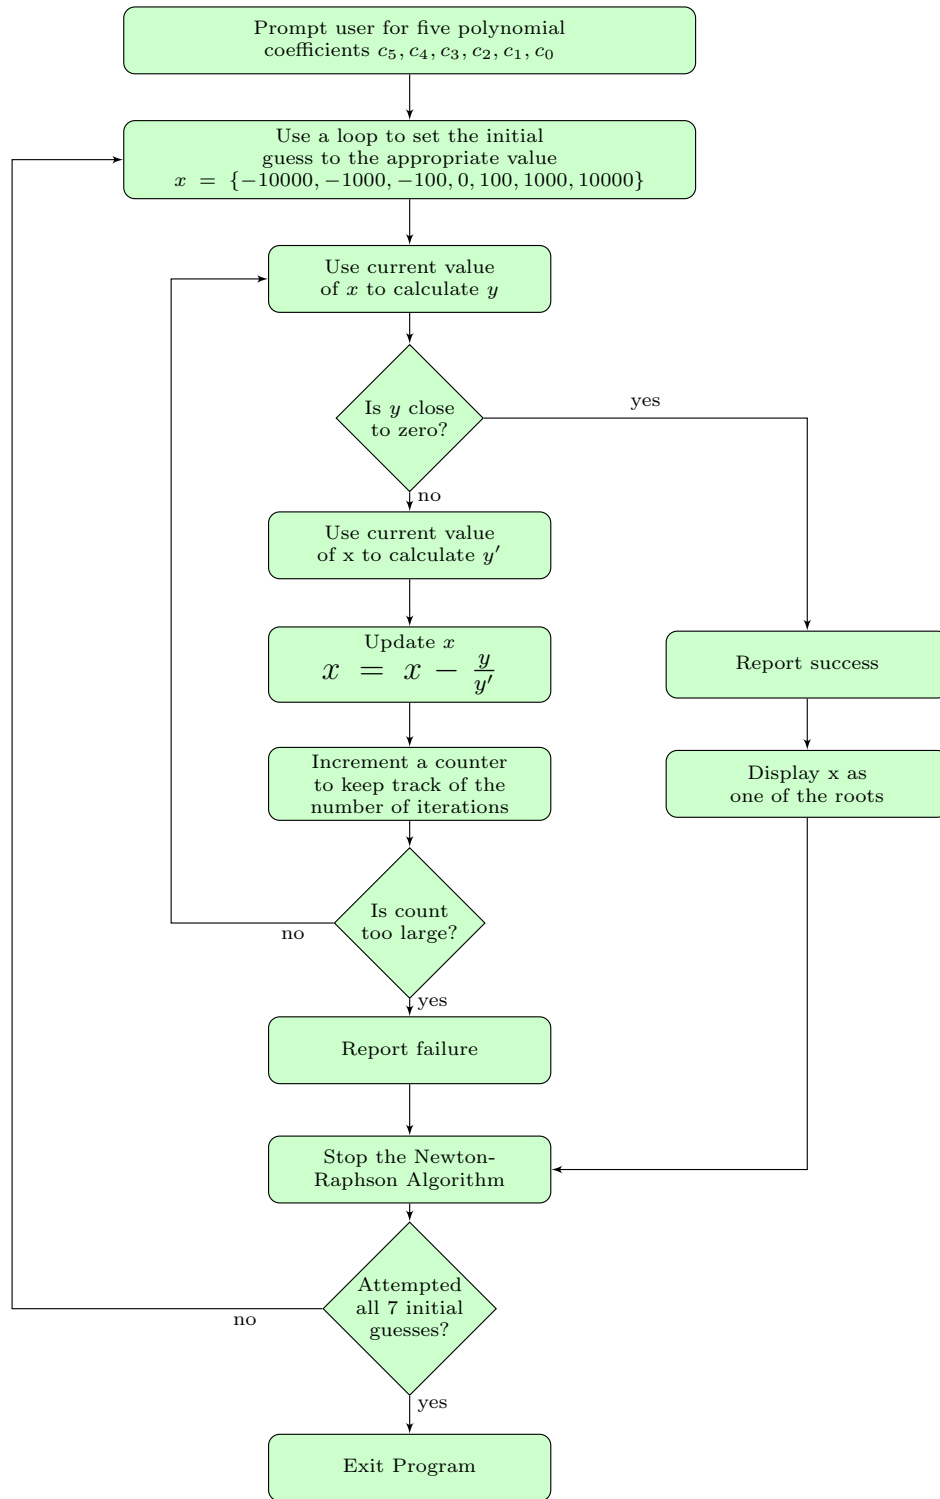 Prompt user for five polynomial
coefficients c₅, c₄, c₃, c₂, c₁, c₀
Use a loop to set the initial
guess to the appropriate value
x = {−10000, −1000, −100, 0, 100, 1000, 10000}
Use current value
of x to calculate y
Is y close
to zero?
yes
no
Use current value
of x to calculate y′
Update x
x = x − y/y′
Report success
Increment a counter
to keep track of the
number of iterations
Display x as
one of the roots
Is count
too large?
no
yes
Report failure
Stop the Newton-
Raphson Algorithm
Attempted
all 7 initial
guesses?
no
yes
Exit Program